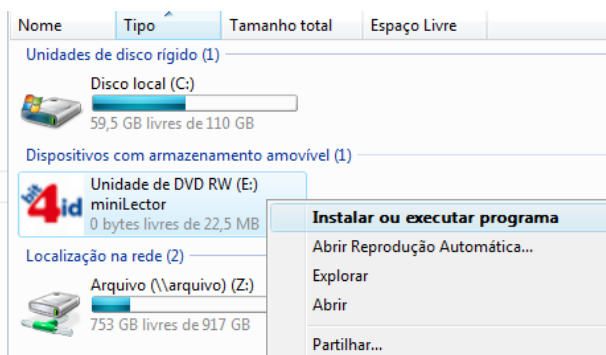 Nome Tipo Tamanho total Espaço Livre
Unidades de disco rígido (1)
Disco local (C:)
59,5 GB livres de 110 GB
Dispositivos com armazenamento amovível (1)
bit4id
Unidade de DVD RW (E:)
miniLector
0 bytes livres de 22,5 MB
Instalar ou executar programa
Abrir Reprodução Automática...
Explorar
Abrir
Partilhar...
Localização na rede (2)
Arquivo (\\arquivo) (Z:)
753 GB livres de 917 GB